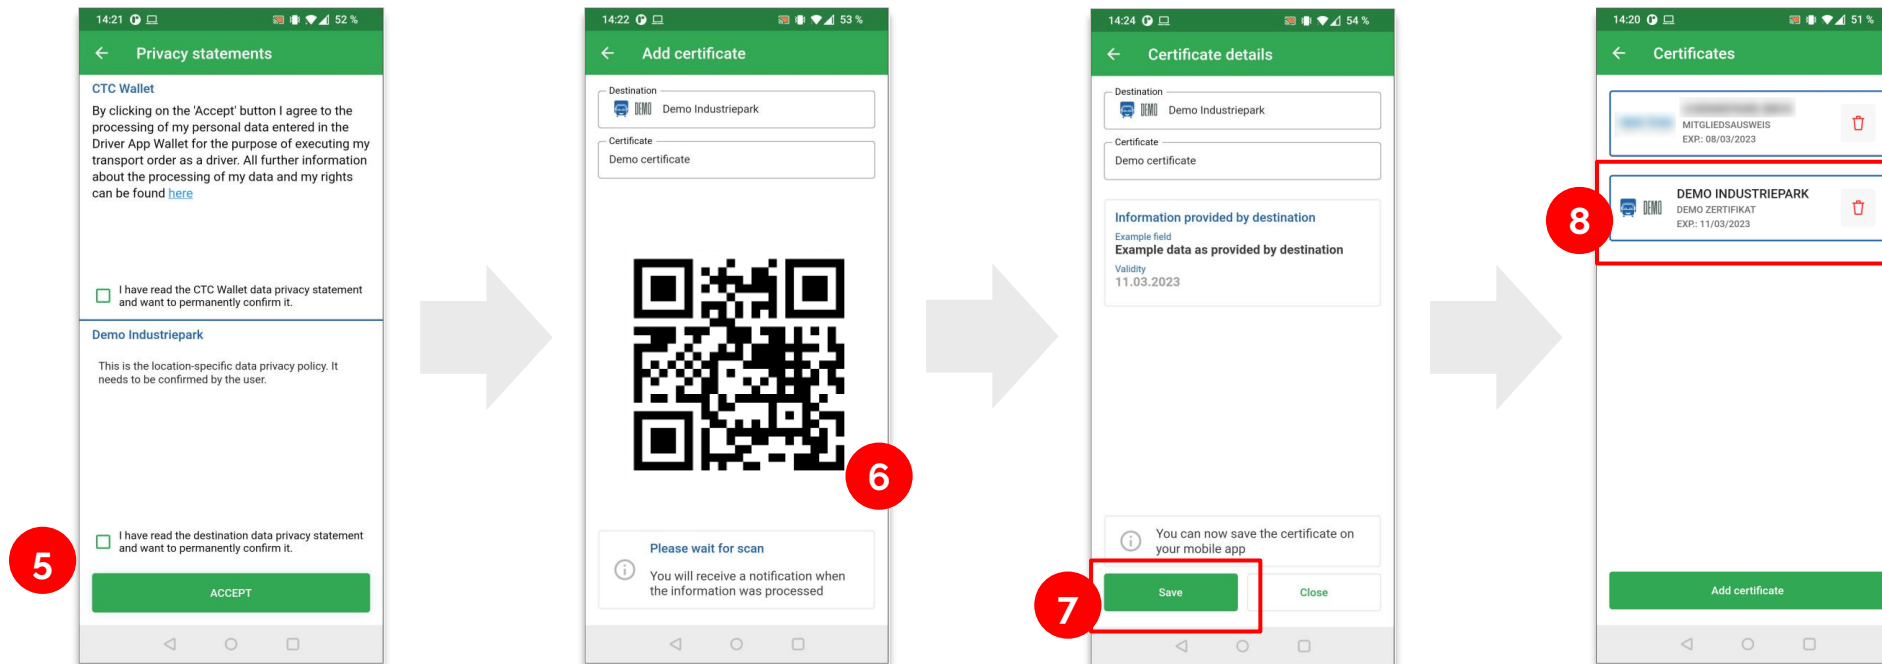 14:21 52 %
Privacy statements
CTC Wallet
By clicking on the 'Accept' button I agree to the
processing of my personal data entered in the
Driver App Wallet for the purpose of executing my
transport order as a driver. All further information
about the processing of my data and my rights
can be found here
I have read the CTC Wallet data privacy statement
and want to permanently confirm it.
Demo Industriepark
This is the location-specific data privacy policy. It
needs to be confirmed by the user.
I have read the destination data privacy statement
and want to permanently confirm it.
5
ACCEPT
14:22 53 %
Add certificate
Destination
DEMO Demo Industriepark
Certificate
Demo certificate
6
Please wait for scan
You will receive a notification when
the information was processed
14:24 54 %
Certificate details
Destination
DEMO Demo Industriepark
Certificate
Demo certificate
Information provided by destination
Example field
Example data as provided by destination
Validity
11.03.2023
You can now save the certificate on
your mobile app
7
Save Close
14:20 51 %
Certificates
MITGLIEDSAUSWEIS
EXP.: 08/03/2023
8
DEMO DEMO INDUSTRIEPARK
DEMO ZERTIFIKAT
EXP.: 11/03/2023
Add certificate